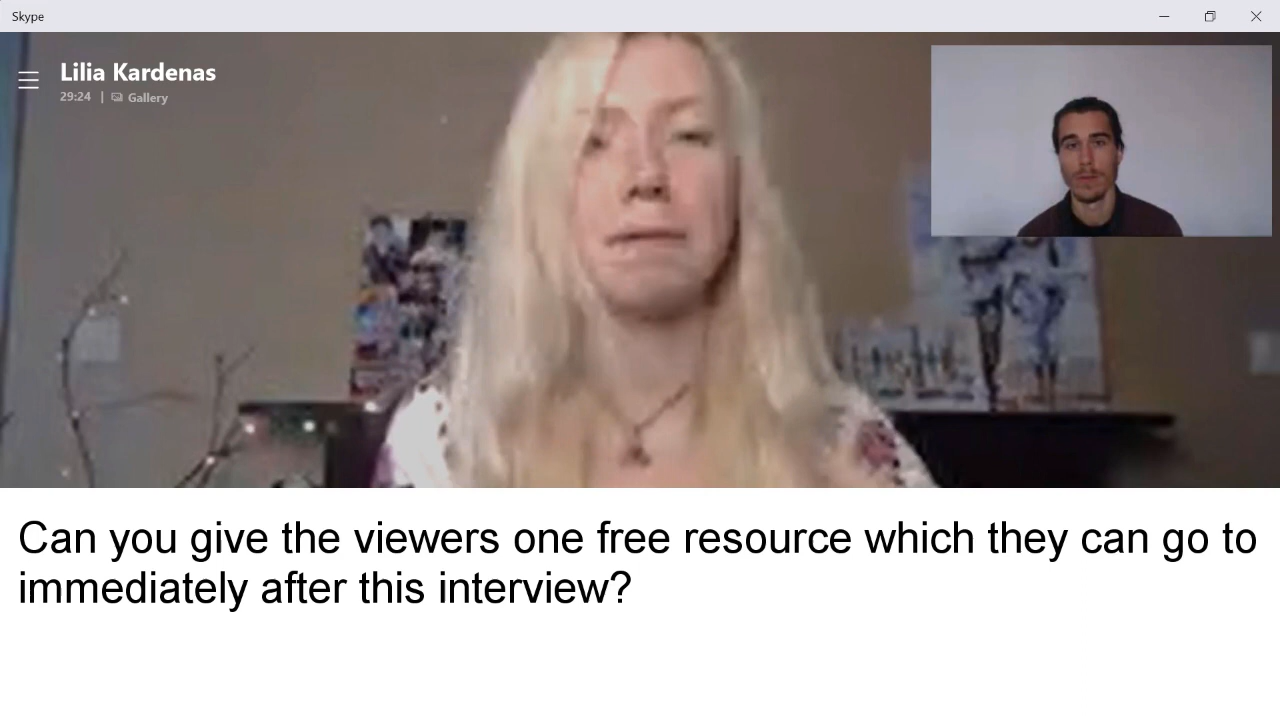 Skype
Lilia Kardenas
29:24 | Gallery
Can you give the viewers one free resource which they can go to
immediately after this interview?